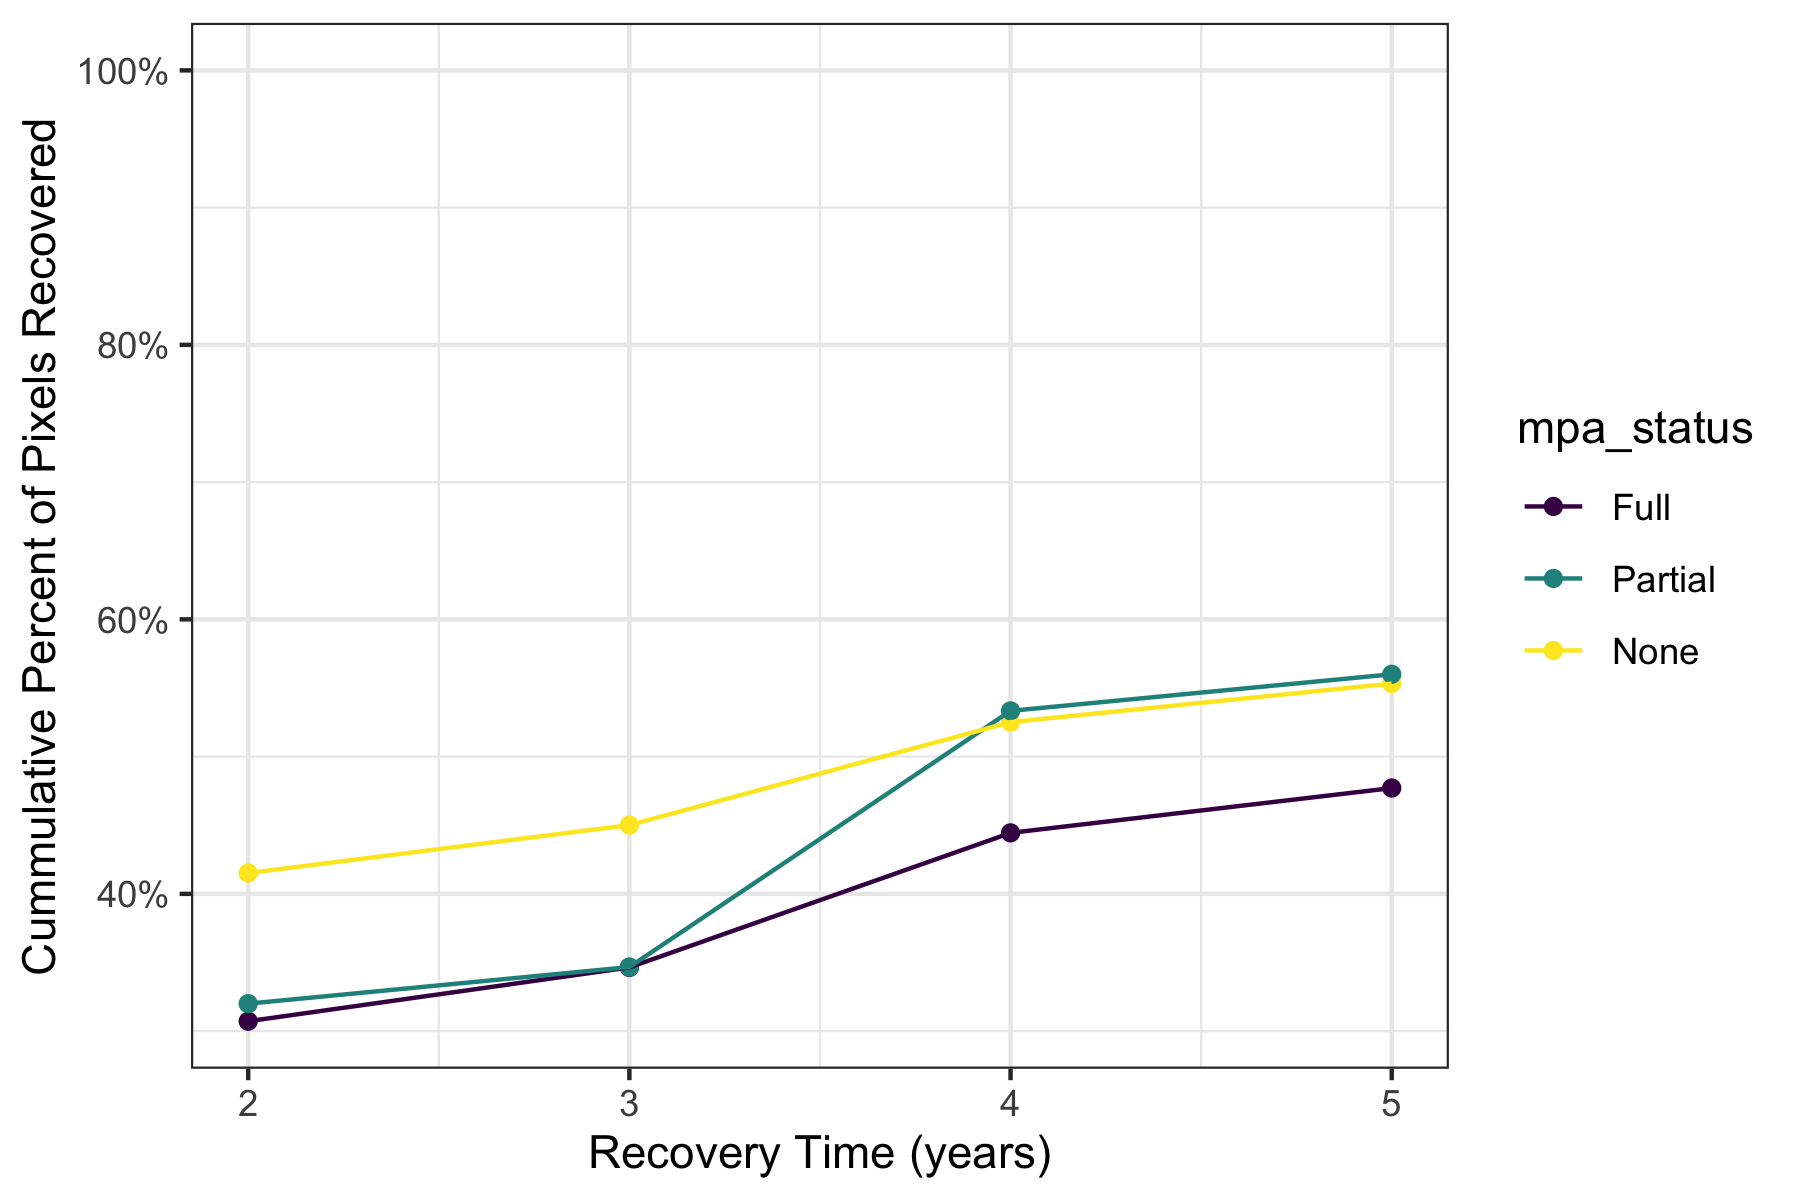 Cummulative Percent of Pixels Recovered
100%
80%
60%
40%
2
3
4
5
Recovery Time (years)
mpa_status
Full
Partial
None